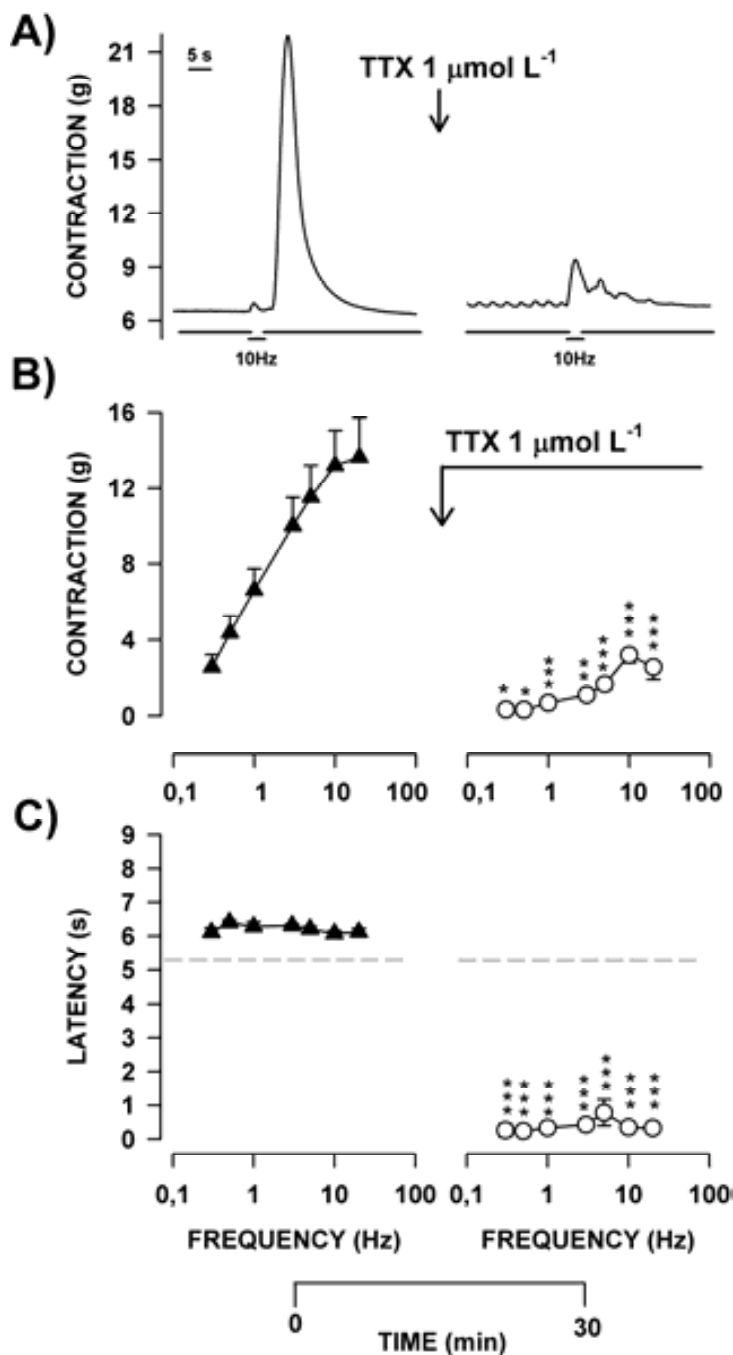 A)
CONTRACTION (g)
21
18
15
12
9
6
5 s
TTX 1 μmol L-1
10Hz
10Hz
B)
CONTRACTION (g)
16
12
8
4
0
TTX 1 μmol L-1
*
*
***
**
***
***
***
0,1 1 10 100
0,1 1 10 100
C)
LATENCY (s)
9
8
7
6
5
4
3
2
1
0
***
***
***
***
***
***
***
0,1 1 10 100
0,1 1 10 100
FREQUENCY (Hz)
FREQUENCY (Hz)
0
30
TIME (min)